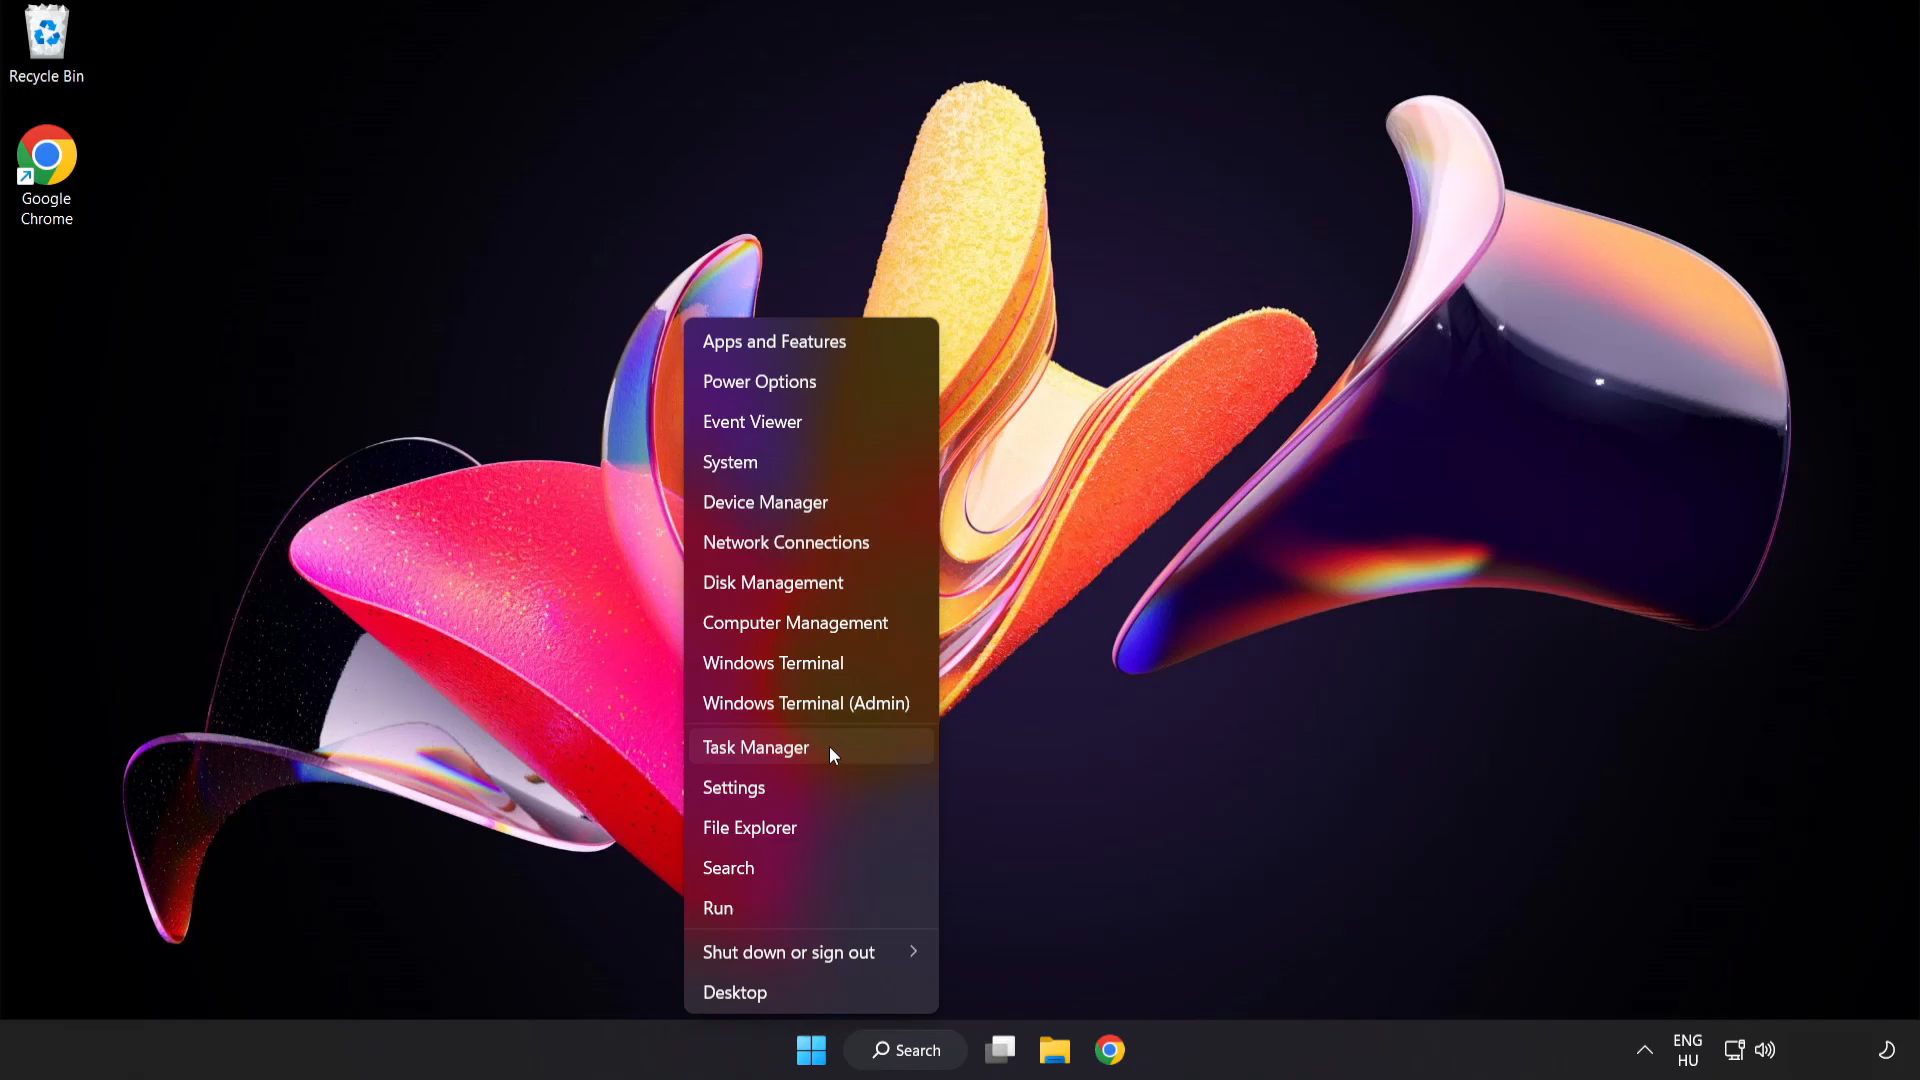 Recycle Bin
Google
Chrome
Apps and Features
Power Options
Event Viewer
System
Device Manager
Network Connections
Disk Management
Computer Management
Windows Terminal
Windows Terminal (Admin)
Task Manager
Settings
File Explorer
Search
Run
Shut down or sign out
Desktop
Search
ENG
HU